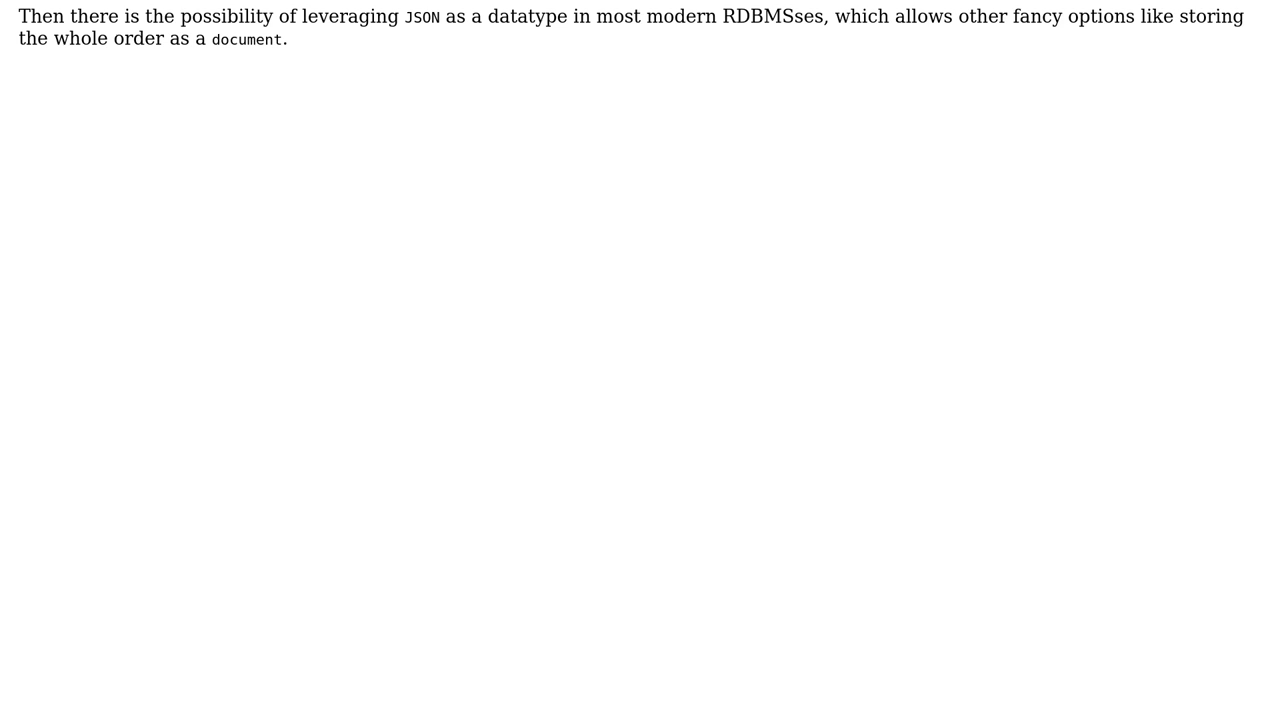 Then there is the possibility of leveraging JSON as a datatype in most modern RDBMSses, which allows other fancy options like storing
the whole order as a document.